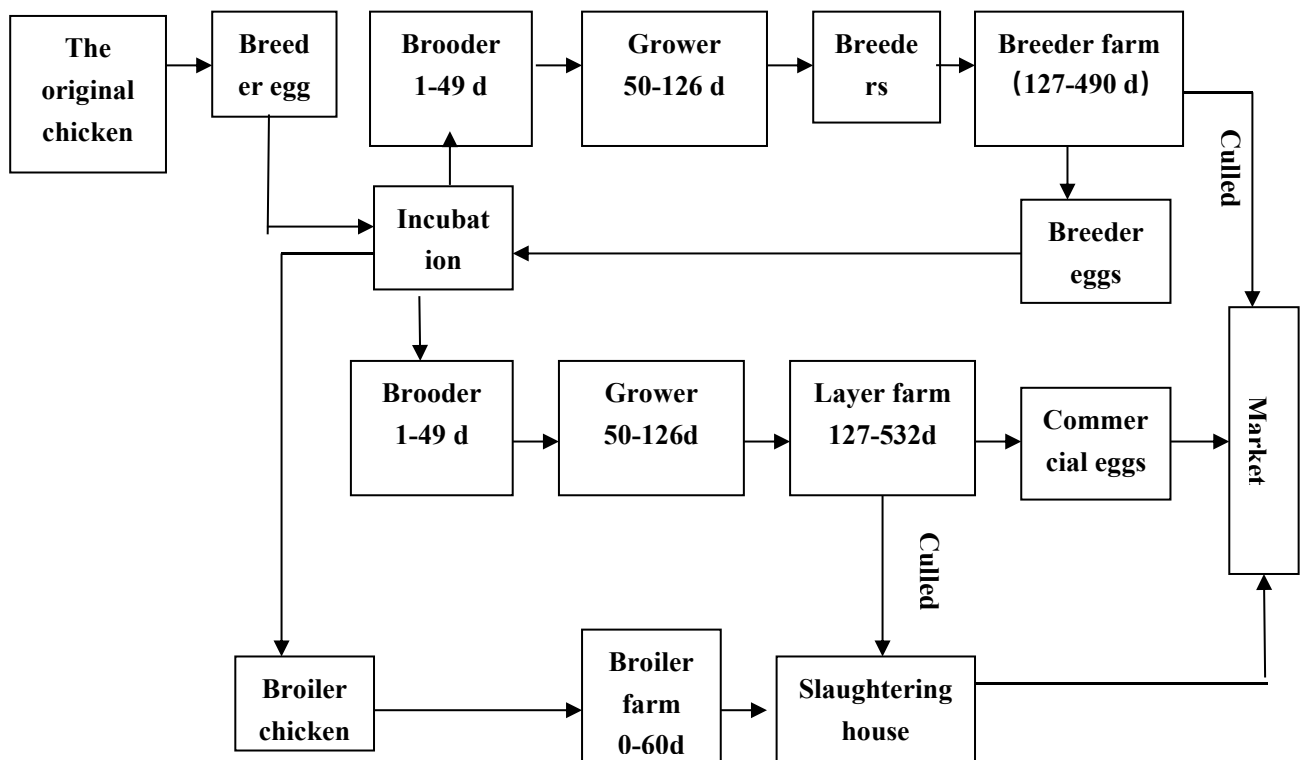 The
original
chicken
Breed
er egg
Brooder
1-49 d
Grower
50-126 d
Breede
rs
Breeder farm
(127-490 d)
Culled
Incubat
ion
Breeder
eggs
Brooder
1-49 d
Grower
50-126d
Layer farm
127-532d
Commer
cial eggs
Market
Culled
Broiler
chicken
Broiler
farm
0-60d
Slaughtering
house